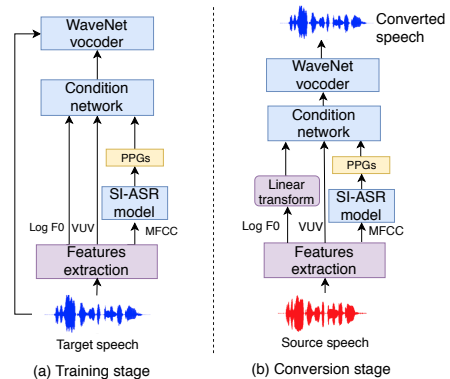 WaveNet
vocoder
Condition
network
PPGs
SI-ASR
model
Log F0
VUV
MFCC
Features
extraction
Target speech
(a) Training stage
Converted
speech
WaveNet
vocoder
Condition
network
PPGs
Linear
transform
SI-ASR
model
Log F0
VUV
MFCC
Features
extraction
Source speech
(b) Conversion stage